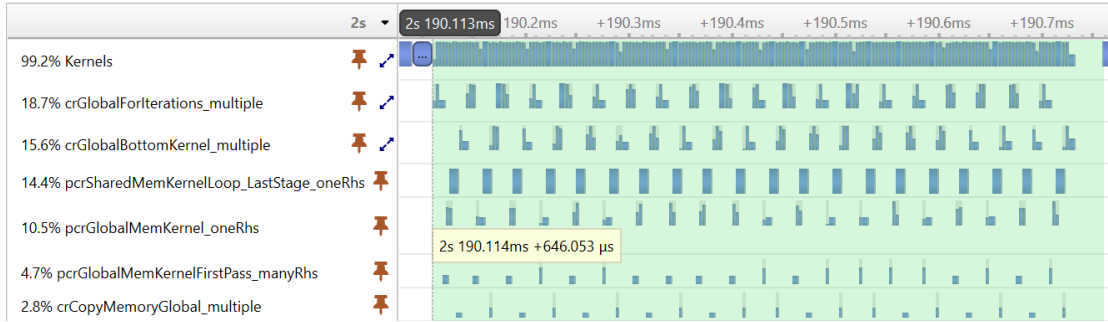 2s 2s 190.113ms +190.2ms +190.3ms +190.4ms +190.5ms +190.6ms +190.7ms
99.2% Kernels ...
18.7% crGlobalForIterations_multiple
15.6% crGlobalBottomKernel_multiple
14.4% pcrSharedMemKernelLoop_LastStage_oneRhs
10.5% pcrGlobalMemKernel_oneRhs
2s 190.114ms +646.053 µs
4.7% pcrGlobalMemKernelFirstPass_manyRhs
2.8% crCopyMemoryGlobal_multiple